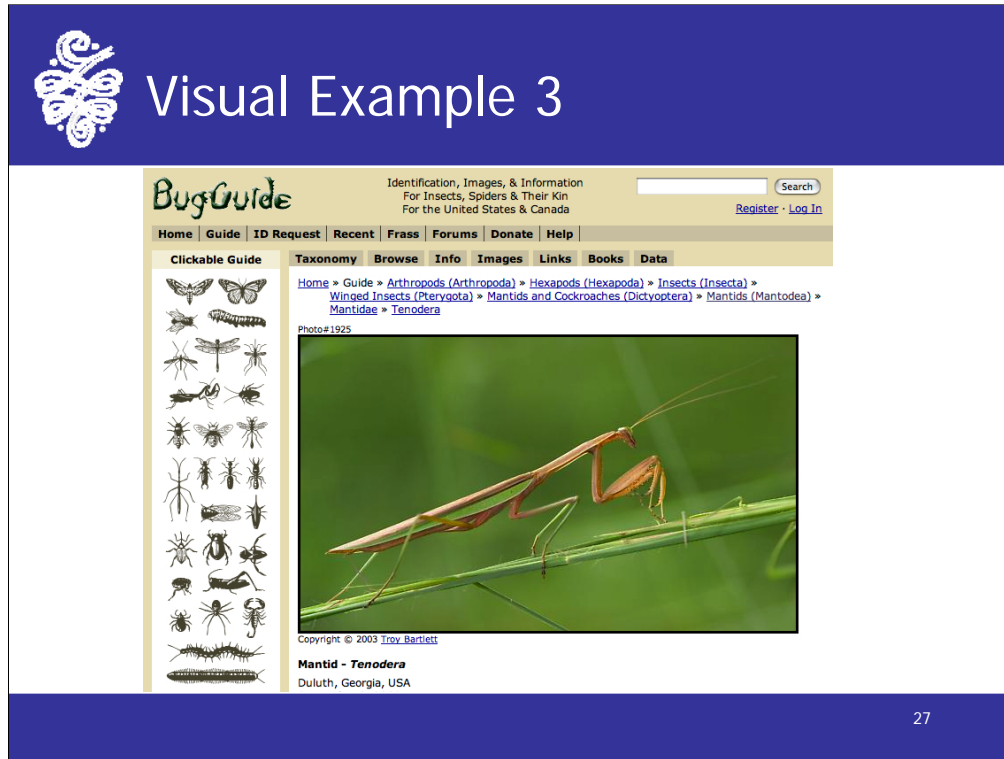 Visual Example 3
BugGuide
Identification, Images, & Information
For Insects, Spiders & Their Kin
For the United States & Canada
Search
Register · Log In
Home Guide ID Request Recent Frass Forums Donate Help
Clickable Guide
Taxonomy Browse Info Images Links Books Data
Home » Guide » Arthropods (Arthropoda) » Hexapods (Hexapoda) » Insects (Insecta) »
Winged Insects (Pterygota) » Mantids and Cockroaches (Dictyoptera) » Mantids (Mantodea) »
Mantidae » Tenodera
Photo#1925
Copyright © 2003 Troy Bartlett
Mantid - Tenodera
Duluth, Georgia, USA
27